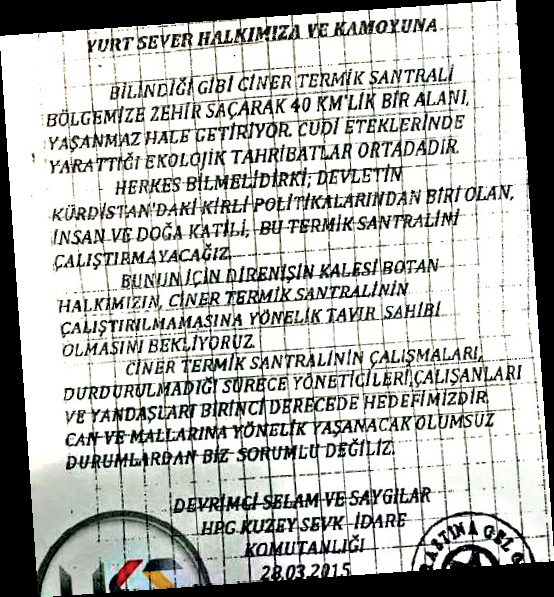 YURT SEVER HALKIMIZA VE KAMOYUNA
BİLİNDİĞİ GİBİ CİNER TERMİK SANTRALİ
BÖLGEMİZE ZEHİR SAÇARAK 40 KM'LİK BİR ALANI,
YAŞANMAZ HALE GETİRİYOR. CUDİ ETEKLERİNDE
YARATTIĞI EKOLOJİK TAHRİBATLAR ORTADADIR.
HERKES BİLMELİDİRKİ, DEVLETİN
KÜRDİSTAN'DAKİ KİRLİ POLİTİKALARINDAN BİRİ OLAN,
İNSAN VE DOĞA KATİLİ, BU TERMİK SANTRALİNİ
ÇALIŞTIRMAYACAĞIZ.
BUNUN İÇİN DİRENİŞİN KALESİ BOTAN
HALKIMIZIN, CİNER TERMİK SANTRALİNİN
ÇALIŞTIRILMAMASINA YÖNELİK TAVIR SAHİBİ
OLMASINI BEKLİYORUZ
CİNER TERMİK SANTRALİNİN ÇALIŞMALARI,
DURDURULMADIĞI SÜRECE YÖNETİCİLERİ,ÇALIŞANLARI
VE YANDAŞLARI BİRİNCİ DERECEDE HEDEFİMİZDİR.
CAN VE MALLARINA YÖNELİK YAŞANACAK OLUMSUZ
DURUMLARDAN BİZ SORUMLU DEĞİLİZ.
DEVRİMCİ SELAM VE SAYGILAR
HPG KUZEY SEVK İDARE
KOMUTANLIĞI
28.03.2015